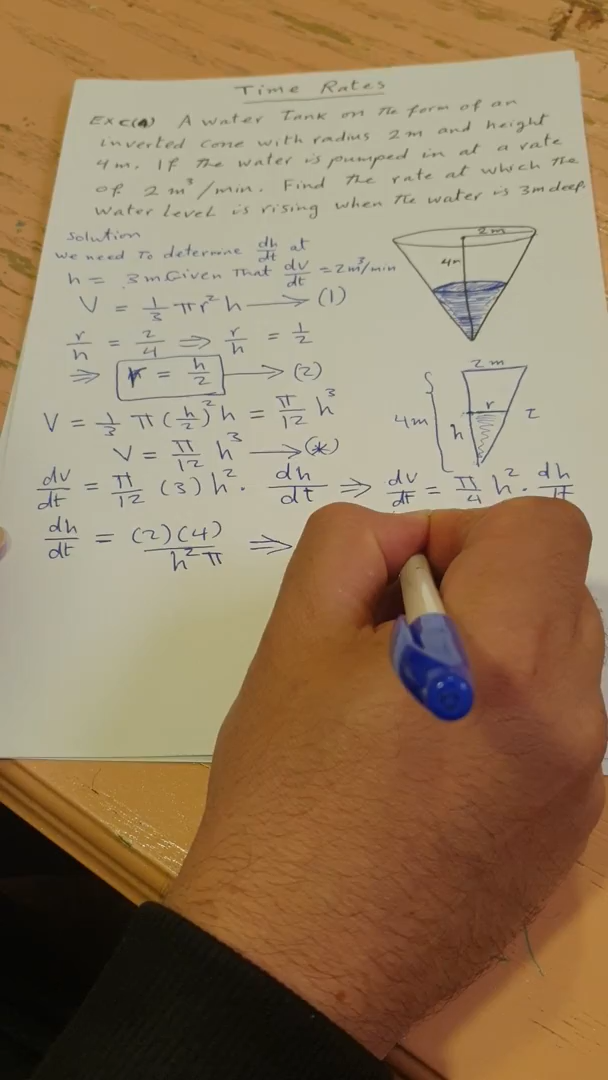 Time Rates
Exc(4) A water Tank on the form of an
inverted cone with radius 2m and height
4m. If the water is pumped in at a rate
of 2 m³/min. Find the rate at which the
water Level is rising when the water is 3m deep.
Solution
We need To determine dh/dt at
h = 3m Given That dv/dt = 2m³/min
V = 1/3 πr²h ⟶ (1)
r/h = 2/4 ⇒ r/h = 1/2
⇒ r = h/2 ⟶ (2)
V = 1/3 π (h/2)² h = π/12 h³
V = π/12 h³ ⟶ (*)
dv/dt = π/12 (3) h² · dh/dt ⇒ dv/dt = π/4 h² · dh/dt
dh/dt = (2)(4)/h²π ⇒
2m
4m
2m
4m
r
h